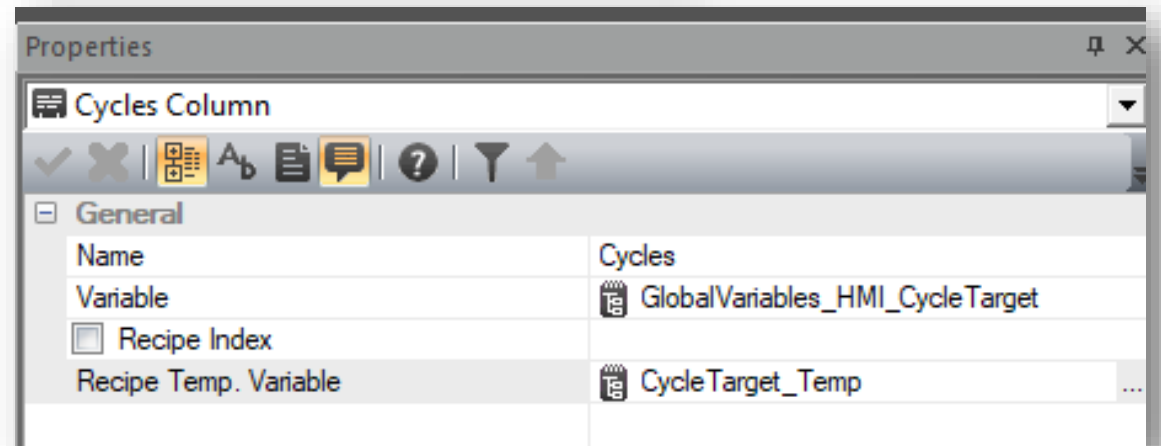 Properties
Cycles Column
General
Name Cycles
Variable GlobalVariables_HMI_CycleTarget
Recipe Index
Recipe Temp. Variable CycleTarget_Temp ...